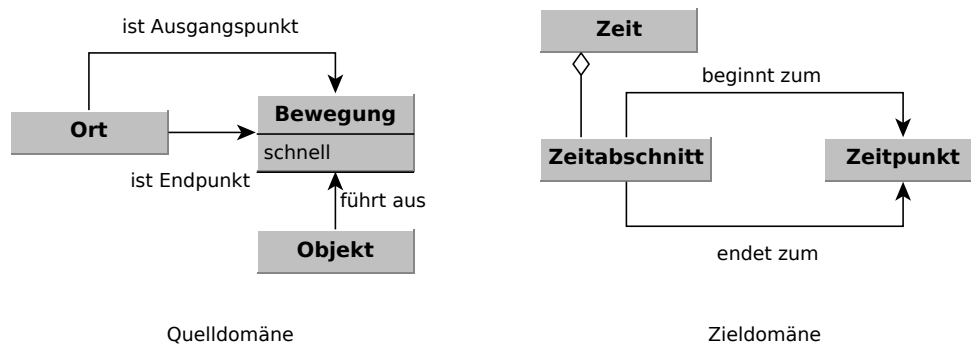 ist Ausgangspunkt
Ort
Bewegung
schnell
ist Endpunkt
führt aus
Objekt
Quelldomäne
Zeit
beginnt zum
Zeitabschnitt
Zeitpunkt
endet zum
Zieldomäne